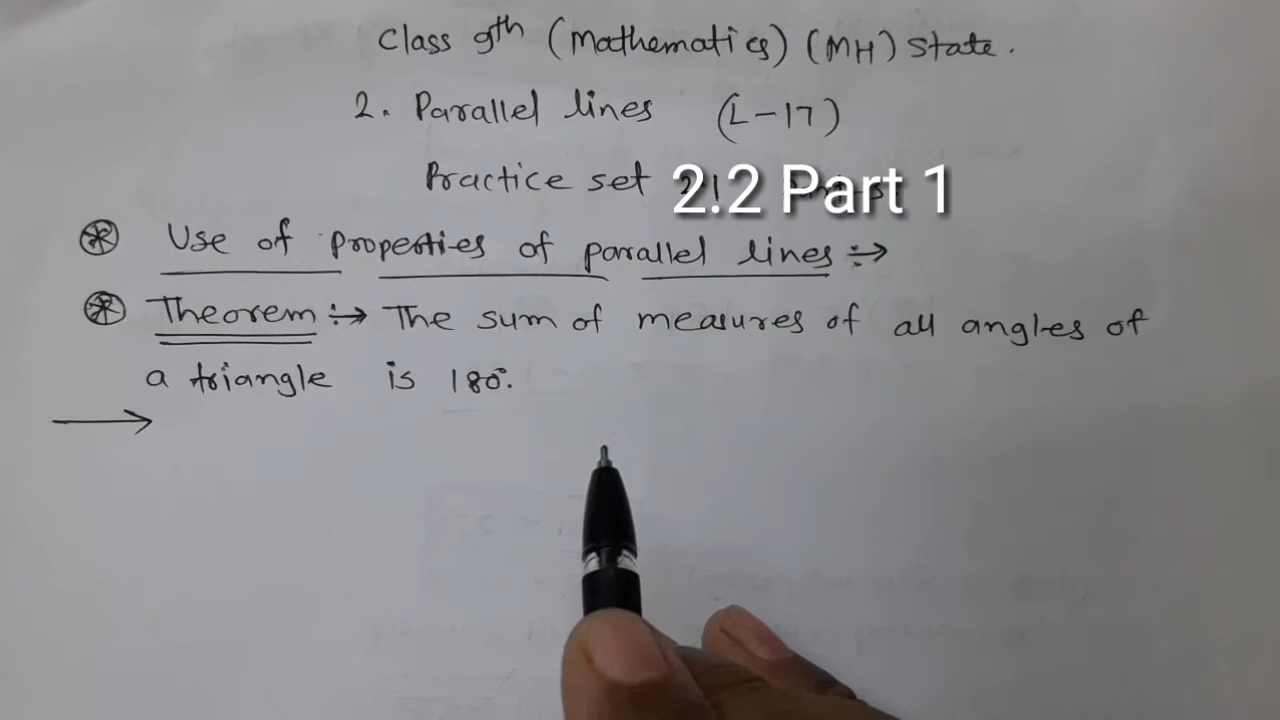 Class 9th (Mathematics) (MH) State.
2. Parallel lines (L-17)
Practice set 2.2 Part 1
Use of properties of parallel lines :→
Theorem :→ The sum of measures of all angles of
a triangle is 180°.
→